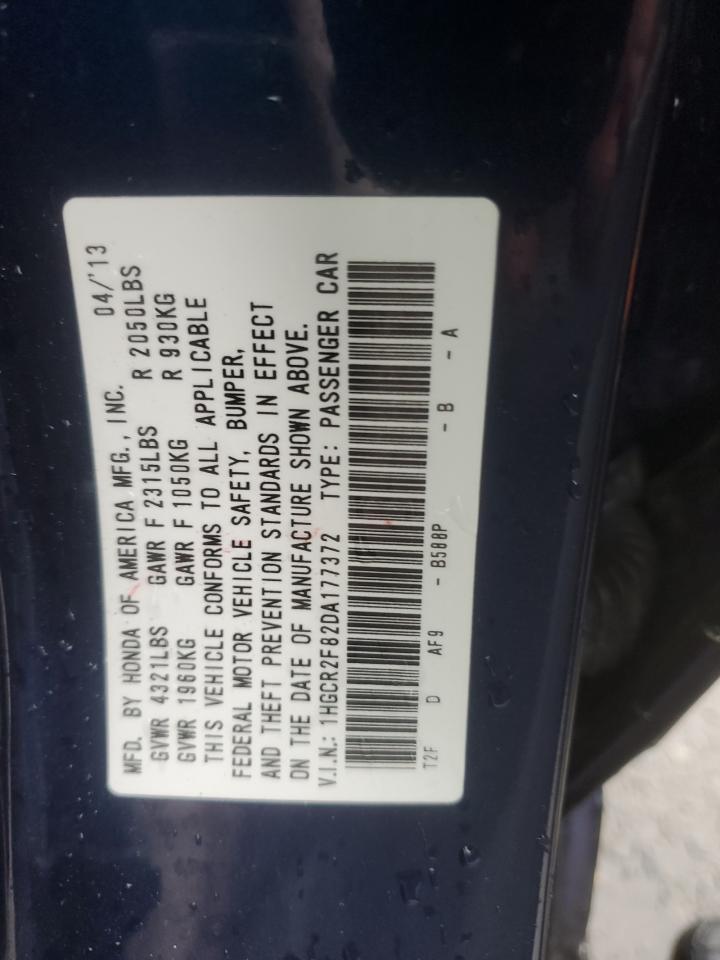 MFD. BY HONDA OF AMERICA MFG., INC. 04/'13
GVWR 4321LBS GAWR F 2315LBS R 2050LBS
GVWR 1960KG GAWR F 1050KG R 930KG
THIS VEHICLE CONFORMS TO ALL APPLICABLE
FEDERAL MOTOR VEHICLE SAFETY, BUMPER,
AND THEFT PREVENTION STANDARDS IN EFFECT
ON THE DATE OF MANUFACTURE SHOWN ABOVE.
V.I.N.: 1HGCR2F82DA177372 TYPE: PASSENGER CAR
T2F D AF9 - B588P - B - A